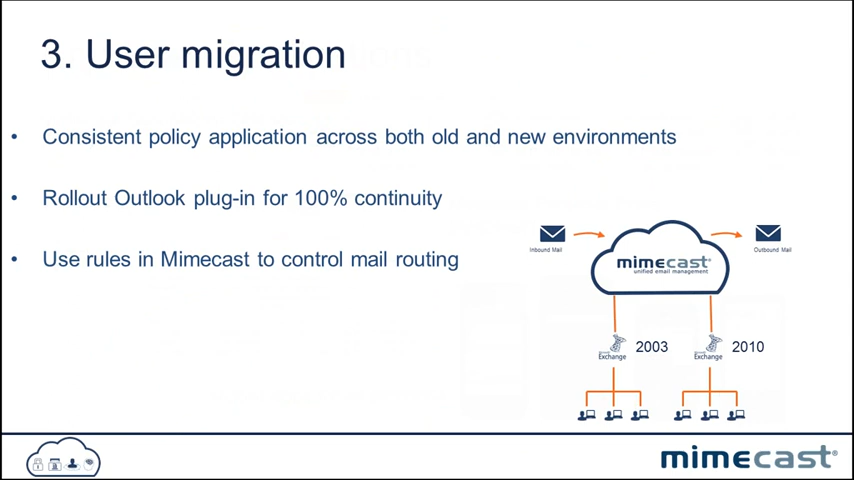 3. User migration
• Consistent policy application across both old and new environments
• Rollout Outlook plug-in for 100% continuity
• Use rules in Mimecast to control mail routing
Inbound Mail
Outbound Mail
mimecast®
unified email management
Exchange 2003
Exchange 2010
mimecast®